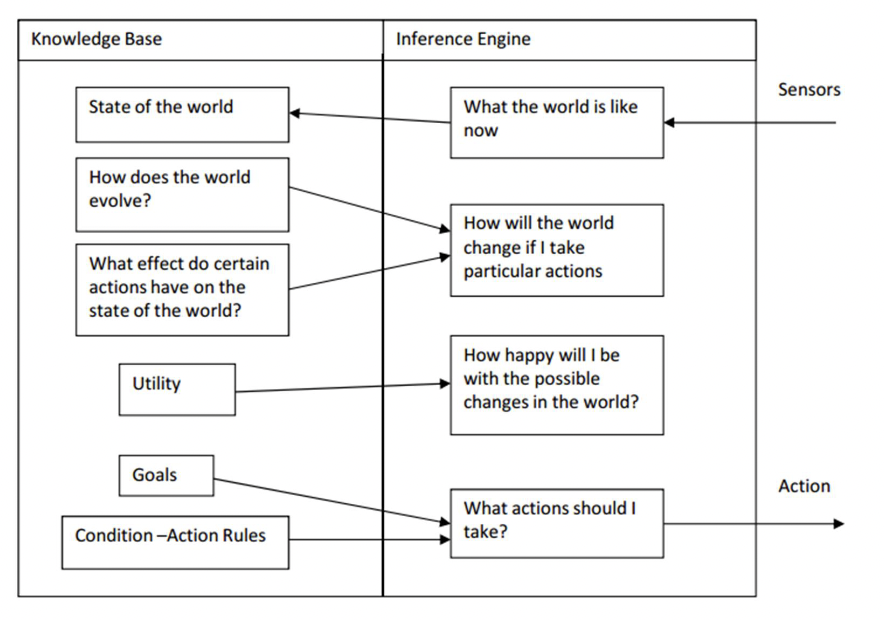 Knowledge Base
Inference Engine
State of the world
What the world is like
now
Sensors
How does the world
evolve?
How will the world
change if I take
particular actions
What effect do certain
actions have on the
state of the world?
Utility
How happy will I be
with the possible
changes in the world?
Goals
Condition –Action Rules
What actions should I
take?
Action